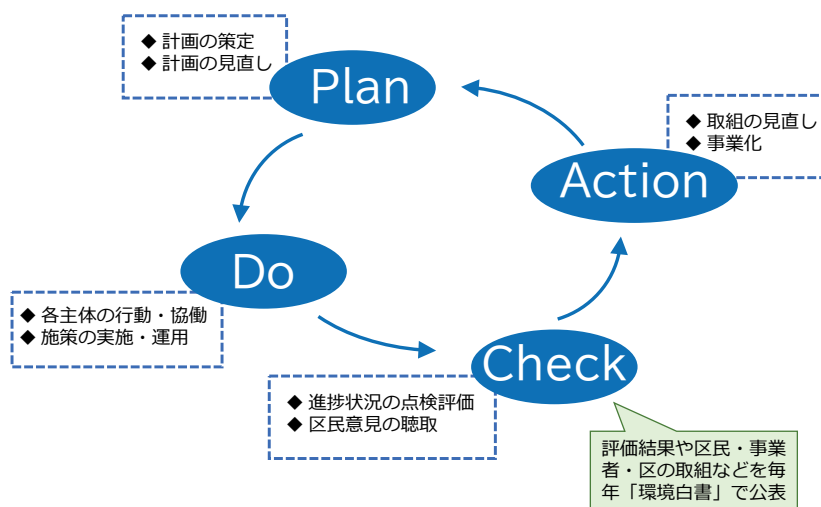 ◆ 計画の策定
◆ 計画の見直し
Plan
◆ 取組の見直し
◆ 事業化
Action
Do
◆ 各主体の行動・協働
◆ 施策の実施・運用
Check
◆ 進捗状況の点検評価
◆ 区民意見の聴取
評価結果や区民・事業
者・区の取組などを毎
年「環境白書」で公表